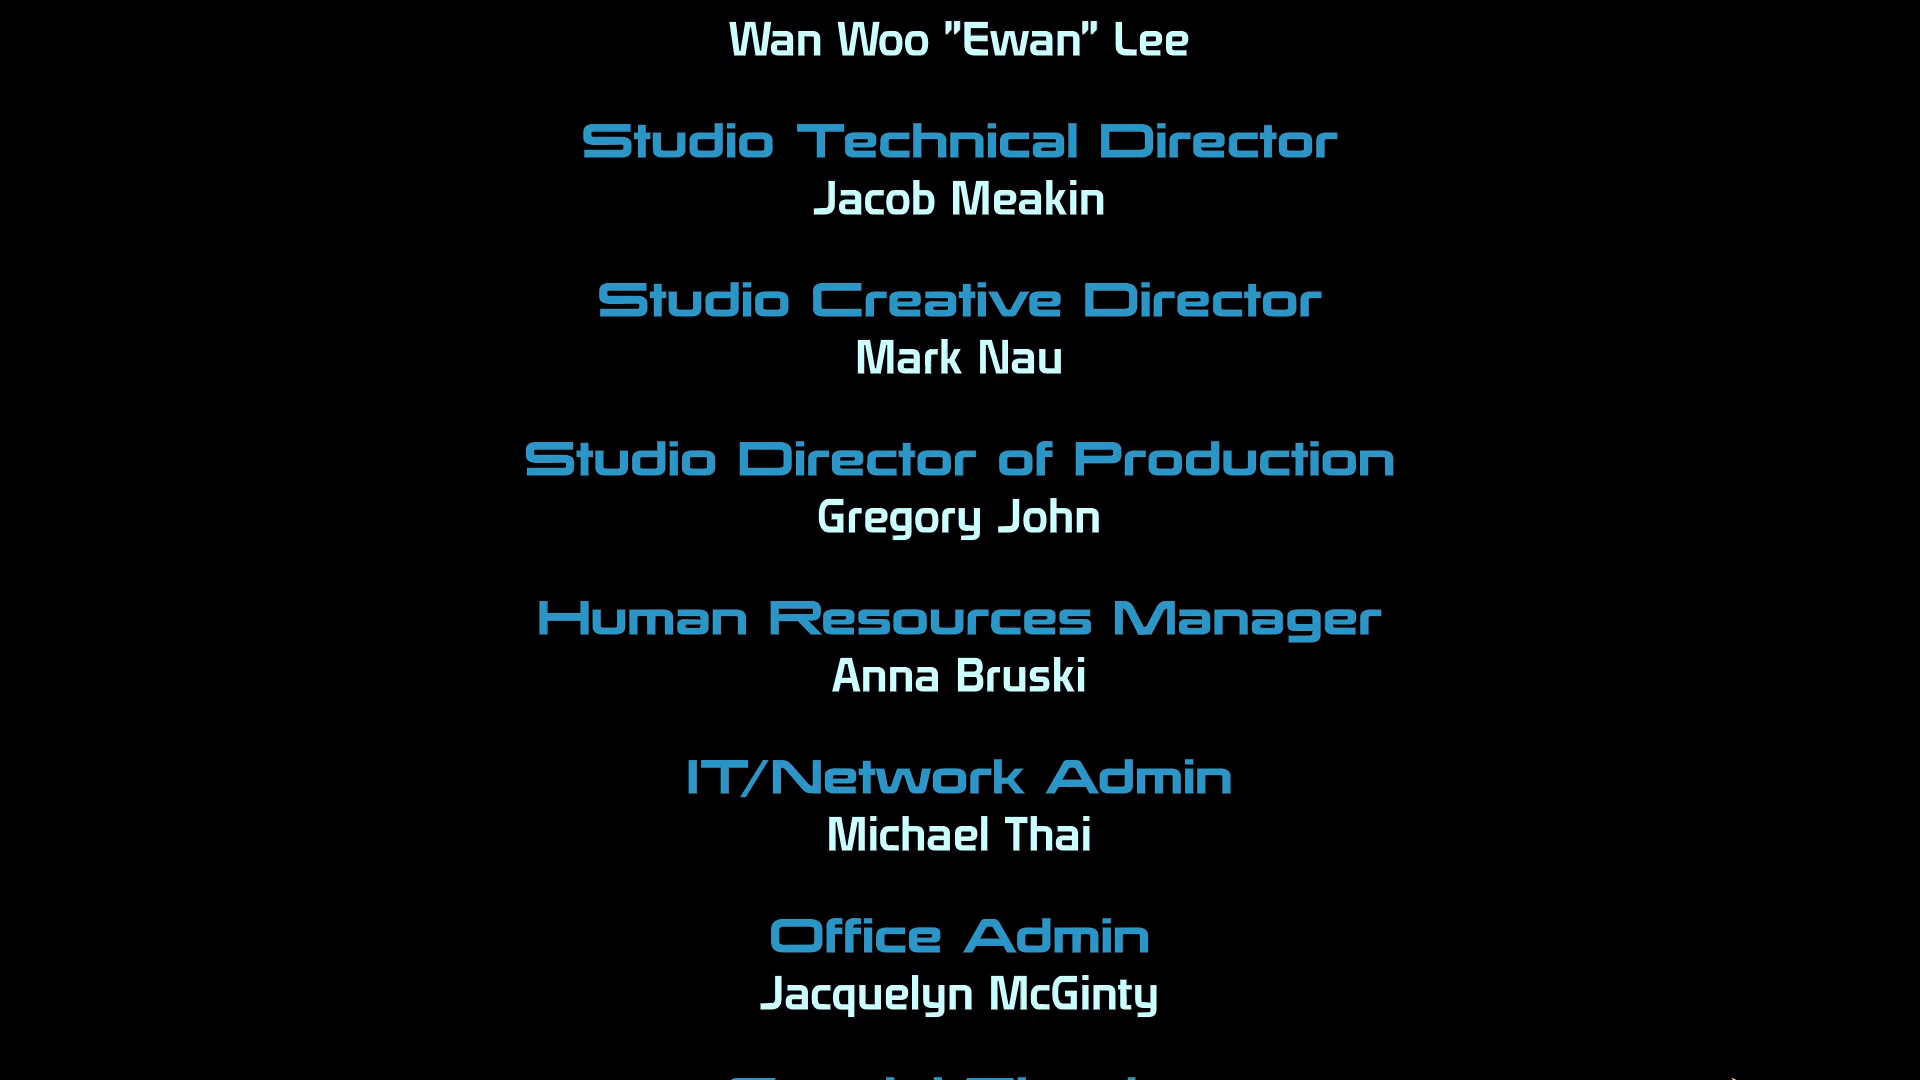 Wan Woo "Ewan" Lee
Studio Technical Director
Jacob Meakin
Studio Creative Director
Mark Nau
Studio Director of Production
Gregory John
Human Resources Manager
Anna Bruski
IT/Network Admin
Michael Thai
Office Admin
Jacquelyn McGinty